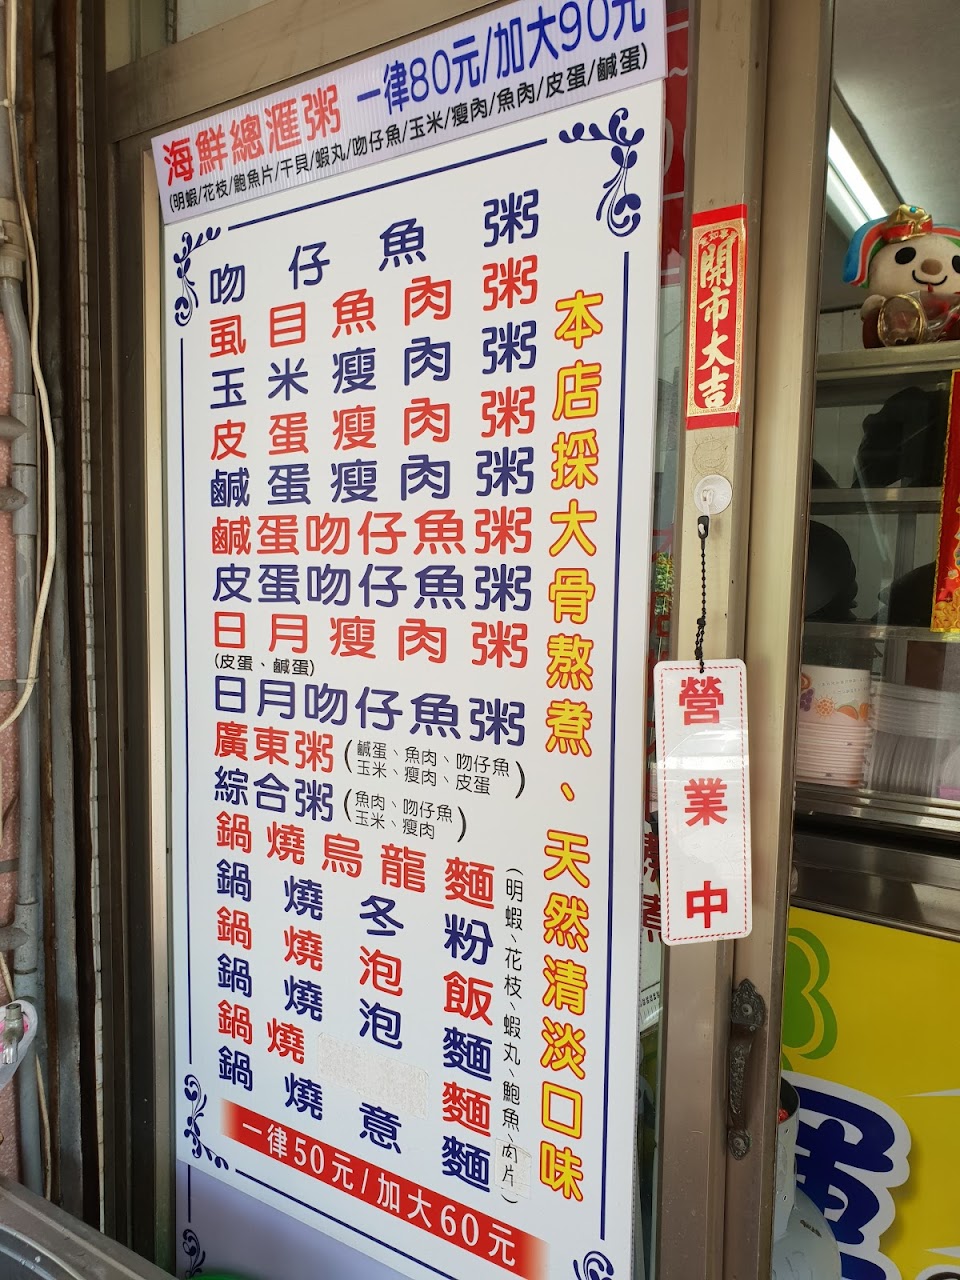 海鮮總滙粥 一律80元/加大90元
(明蝦/花枝/鮑魚片/干貝/蝦丸/吻仔魚/玉米/瘦肉/魚肉/皮蛋/鹹蛋)
吻仔魚粥
虱目魚肉粥
玉米瘦肉粥
皮蛋瘦肉粥
鹹蛋瘦肉粥
鹹蛋吻仔魚粥
皮蛋吻仔魚粥
日月瘦肉粥
(皮蛋、鹹蛋)
日月吻仔魚粥
廣東粥(鹹蛋、魚肉、吻仔魚
玉米、瘦肉、皮蛋)
綜合粥(魚肉、吻仔魚
玉米、瘦肉)
鍋燒烏龍麵
鍋燒冬粉
鍋燒泡飯
鍋燒泡麵
鍋燒麵
鍋燒意麵
(明蝦、花枝、蝦丸、鮑魚、肉片)
一律50元/加大60元
本店採大骨熬煮、天然清淡口味
開市大吉
營業中